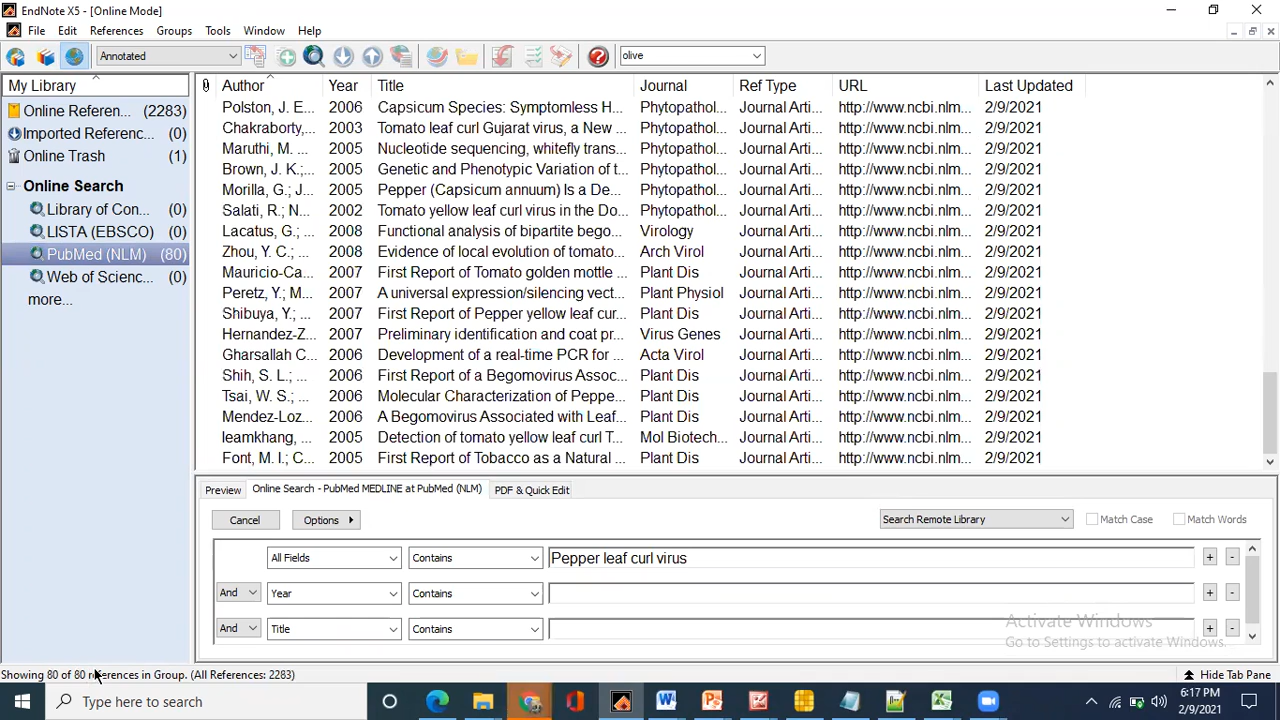 EndNote X5 - [Online Mode]
File Edit References Groups Tools Window Help
Annotated olive
My Library Author Year Title Journal Ref Type URL Last Updated
Online Referen... (2283)
Imported Referenc... (0)
Online Trash (1)
Online Search
Library of Con... (0)
LISTA (EBSCO) (0)
PubMed (NLM) (80)
Web of Scienc... (0)
more...
Polston, J. E... 2006 Capsicum Species: Symptomless H... Phytopathol... Journal Arti... http://www.ncbi.nlm... 2/9/2021
Chakraborty,... 2003 Tomato leaf curl Gujarat virus, a New ... Phytopathol... Journal Arti... http://www.ncbi.nlm... 2/9/2021
Maruthi, M. ... 2005 Nucleotide sequencing, whitefly trans... Phytopathol... Journal Arti... http://www.ncbi.nlm... 2/9/2021
Brown, J. K.;... 2005 Genetic and Phenotypic Variation of t... Phytopathol... Journal Arti... http://www.ncbi.nlm... 2/9/2021
Morilla, G.; J... 2005 Pepper (Capsicum annuum) Is a De... Phytopathol... Journal Arti... http://www.ncbi.nlm... 2/9/2021
Salati, R.; N... 2002 Tomato yellow leaf curl virus in the Do... Phytopathol... Journal Arti... http://www.ncbi.nlm... 2/9/2021
Lacatus, G.; ... 2008 Functional analysis of bipartite bego... Virology Journal Arti... http://www.ncbi.nlm... 2/9/2021
Zhou, Y. C.; ... 2008 Evidence of local evolution of tomato... Arch Virol Journal Arti... http://www.ncbi.nlm... 2/9/2021
Mauricio-Ca... 2007 First Report of Tomato golden mottle ... Plant Dis Journal Arti... http://www.ncbi.nlm... 2/9/2021
Peretz, Y.; M... 2007 A universal expression/silencing vect... Plant Physiol Journal Arti... http://www.ncbi.nlm... 2/9/2021
Shibuya, Y.; ... 2007 First Report of Pepper yellow leaf cur... Plant Dis Journal Arti... http://www.ncbi.nlm... 2/9/2021
Hernandez-Z... 2007 Preliminary identification and coat pr... Virus Genes Journal Arti... http://www.ncbi.nlm... 2/9/2021
Gharsallah C... 2006 Development of a real-time PCR for ... Acta Virol Journal Arti... http://www.ncbi.nlm... 2/9/2021
Shih, S. L.; ... 2006 First Report of a Begomovirus Assoc... Plant Dis Journal Arti... http://www.ncbi.nlm... 2/9/2021
Tsai, W. S.; ... 2006 Molecular Characterization of Peppe... Plant Dis Journal Arti... http://www.ncbi.nlm... 2/9/2021
Mendez-Loz... 2006 A Begomovirus Associated with Leaf... Plant Dis Journal Arti... http://www.ncbi.nlm... 2/9/2021
Ieamkhang, ... 2005 Detection of tomato yellow leaf curl T... Mol Biotech... Journal Arti... http://www.ncbi.nlm... 2/9/2021
Font, M. I.; C... 2005 First Report of Tobacco as a Natural ... Plant Dis Journal Arti... http://www.ncbi.nlm... 2/9/2021
Preview Online Search - PubMed MEDLINE at PubMed (NLM) PDF & Quick Edit
Cancel Options Search Remote Library Match Case Match Words
All Fields Contains Pepper leaf curl virus + -
And Year Contains + -
And Title Contains + -
Activate Windows
Go to Settings to activate Windows.
Showing 80 of 80 references in Group. (All References: 2283) Hide Tab Pane
Type here to search
6:17 PM
2/9/2021